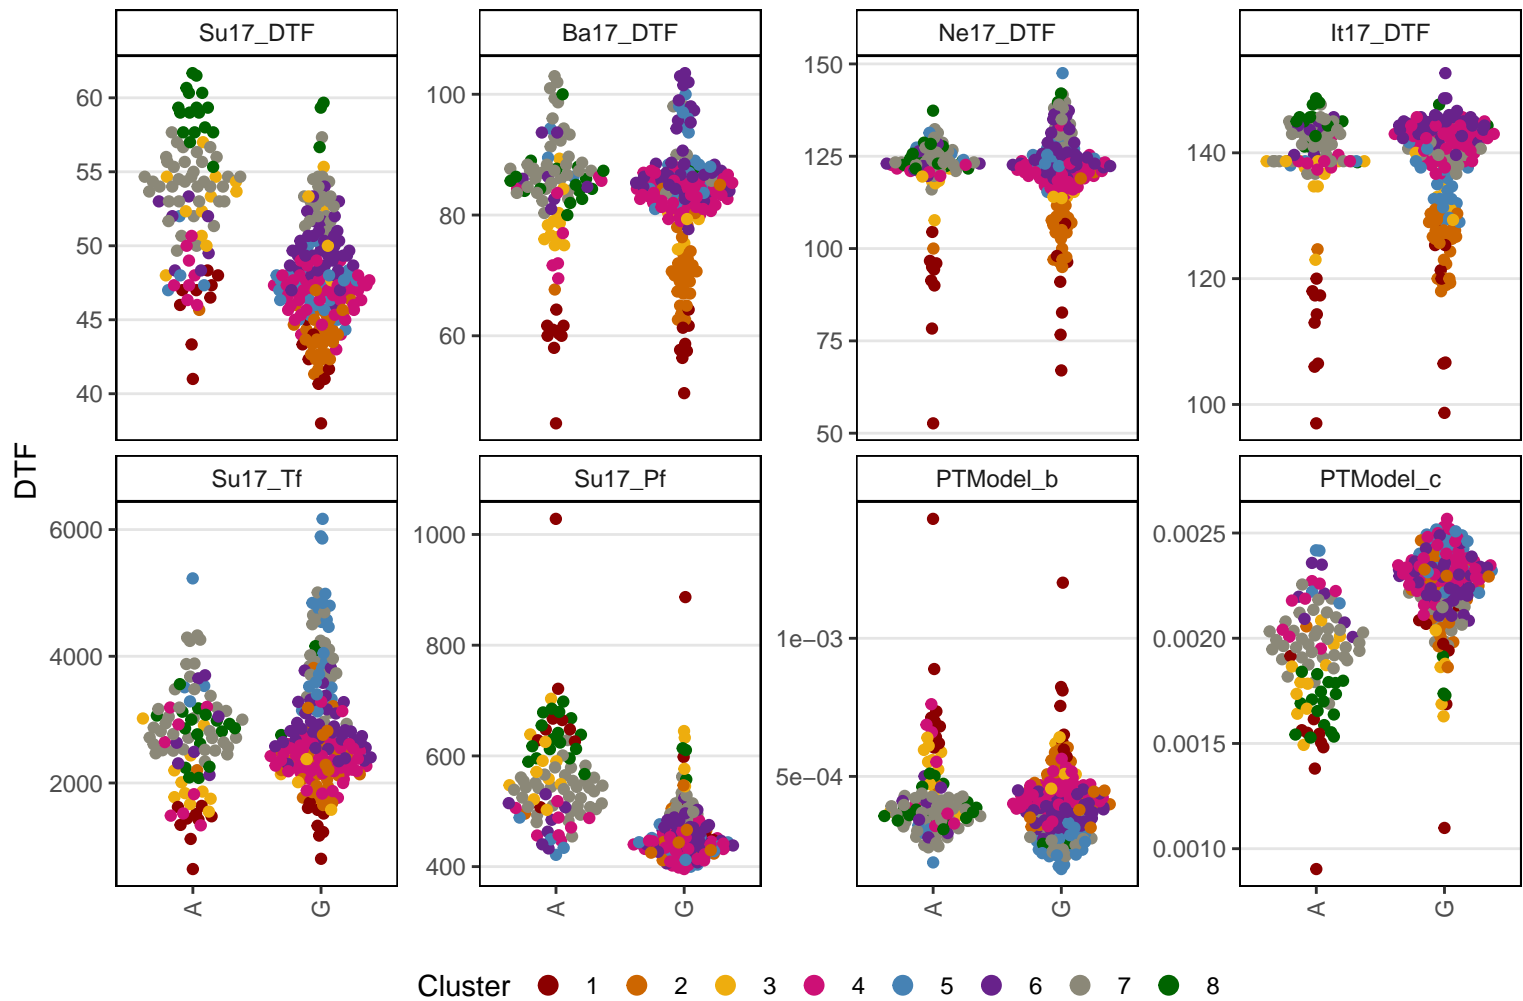 Su17_DTF
Ba17_DTF
Ne17_DTF
It17_DTF
60
55
50
45
40
100
80
60
150
125
100
75
50
140
120
100
DTF
Su17_Tf
Su17_Pf
PTModel_b
PTModel_c
6000
4000
2000
1000
800
600
400
1e−03
5e−04
0.0025
0.0020
0.0015
0.0010
A
G
A
G
A
G
A
G
Cluster 1 2 3 4 5 6 7 8